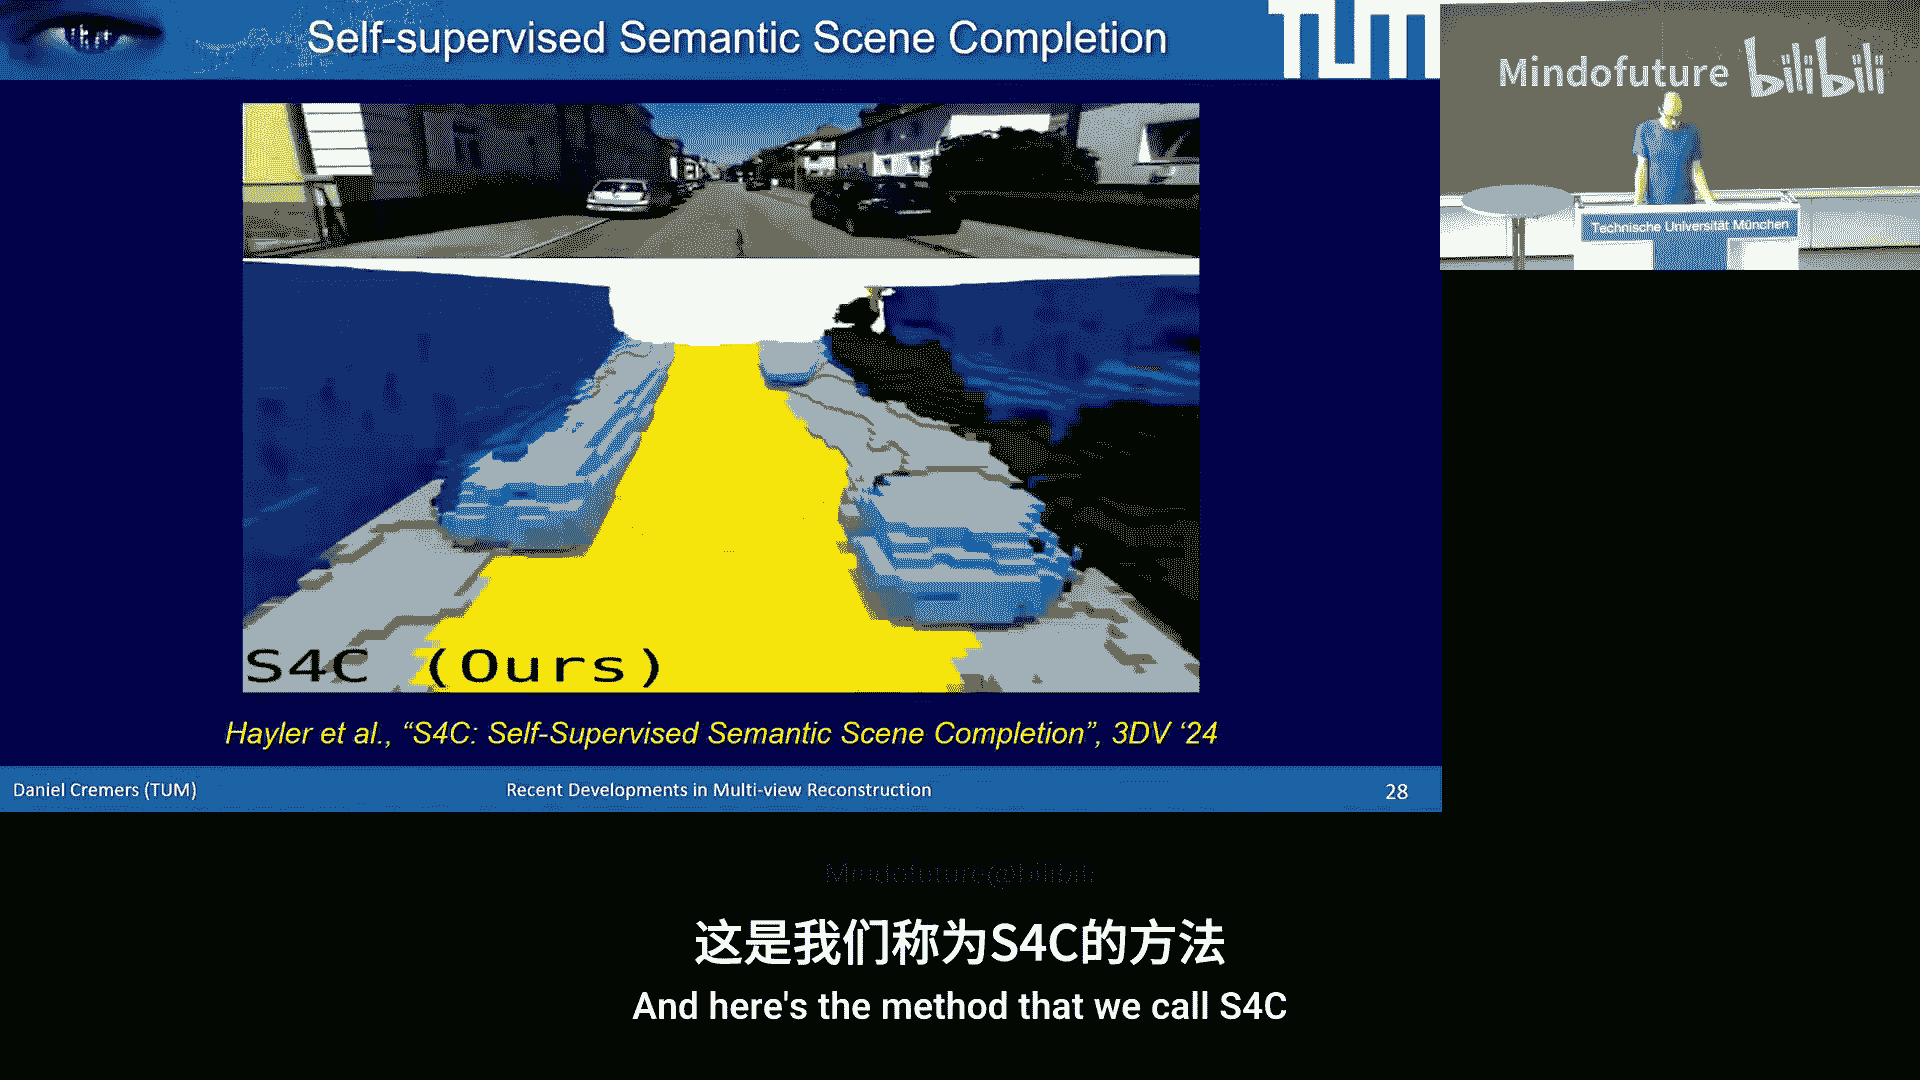 Self-supervised Semantic Scene Completion
TUM
Mindofuture bilibili
Technische Universität München
S4C (Ours)
Hayler et al., “S4C: Self-Supervised Semantic Scene Completion”, 3DV ‘24
Daniel Cremers (TUM)
Recent Developments in Multi-view Reconstruction
28
Mindofuture@bilibili
这是我们称为S4C的方法
And here's the method that we call S4C